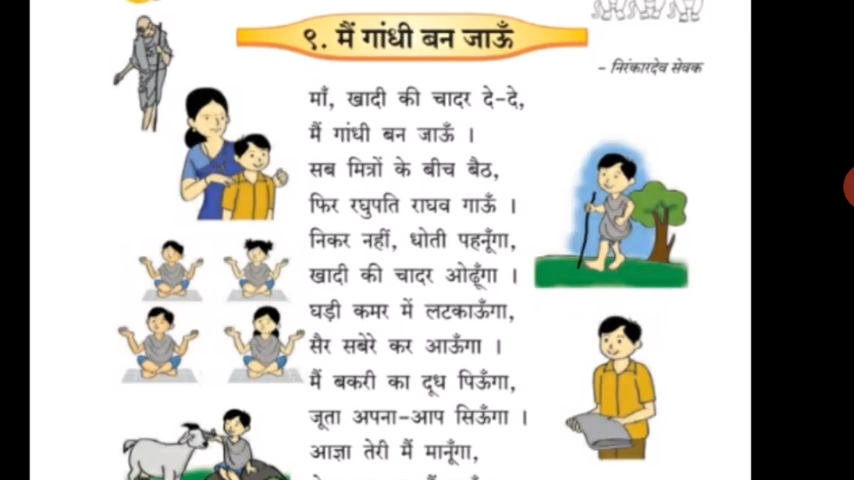 ९. मैं गांधी बन जाऊँ
- निरंकारदेव सेवक
माँ, खादी की चादर दे-दे,
मैं गांधी बन जाऊँ ।
सब मित्रों के बीच बैठ,
फिर रघुपति राघव गाऊँ ।
निकर नहीं, धोती पहनूँगा,
खादी की चादर ओढ़ूँगा ।
घड़ी कमर में लटकाऊँगा,
सैर सबेरे कर आऊँगा ।
मैं बकरी का दूध पिऊँगा,
जूता अपना-आप सिऊँगा ।
आज्ञा तेरी मैं मानूँगा,